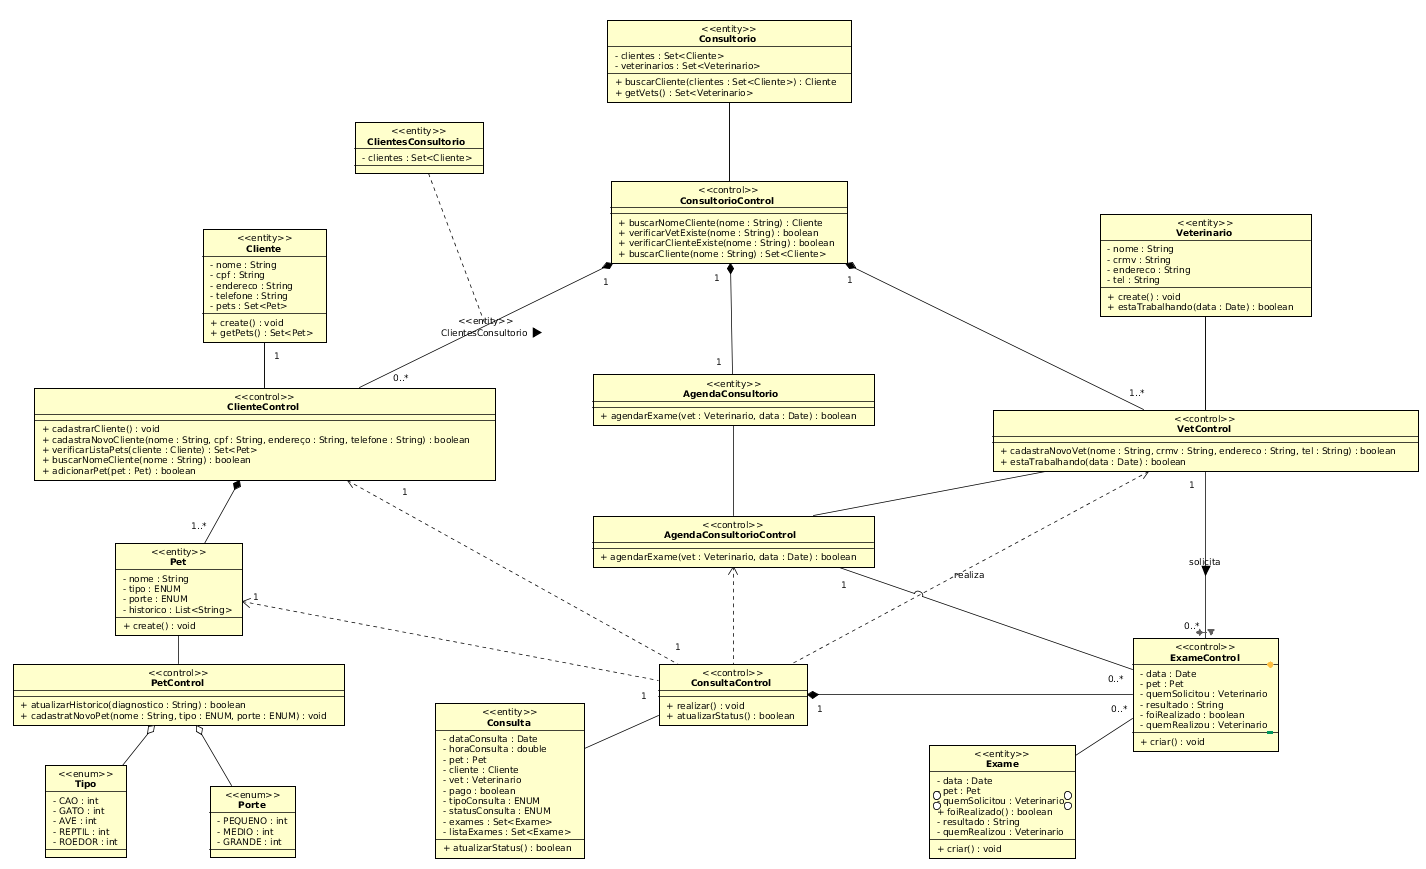 <<entity>>
Consultorio
- clientes : Set<Cliente>
- veterinarios : Set<Veterinario>
+ buscarCliente(clientes : Set<Cliente>) : Cliente
+ getVets() : Set<Veterinario>
<<entity>>
ClientesConsultorio
- clientes : Set<Cliente>
<<control>>
ConsultorioControl
+ buscarNomeCliente(nome : String) : Cliente
+ verificarVetExiste(nome : String) : boolean
+ verificarClienteExiste(nome : String) : boolean
+ buscarCliente(nome : String) : Set<Cliente>
1
1
1
<<entity>>
Veterinario
- nome : String
- crmv : String
- endereco : String
- tel : String
+ create() : void
+ estaTrabalhando(data : Date) : boolean
<<entity>>
Cliente
- nome : String
- cpf : String
- endereco : String
- telefone : String
- pets : Set<Pet>
+ create() : void
+ getPets() : Set<Pet>
1
<<entity>>
ClientesConsultorio
0..*
1
1..*
<<control>>
ClienteControl
+ cadastrarCliente() : void
+ cadastraNovoCliente(nome : String, cpf : String, endereço : String, telefone : String) : boolean
+ verificarListaPets(cliente : Cliente) : Set<Pet>
+ buscarNomeCliente(nome : String) : boolean
+ adicionarPet(pet : Pet) : boolean
1
1..*
<<entity>>
AgendaConsultorio
+ agendarExame(vet : Veterinario, data : Date) : boolean
<<control>>
VetControl
+ cadastraNovoVet(nome : String, crmv : String, endereco : String, tel : String) : boolean
+ estaTrabalhando(data : Date) : boolean
1
<<control>>
AgendaConsultorioControl
+ agendarExame(vet : Veterinario, data : Date) : boolean
1
realiza
solicita
0..*
<<entity>>
Pet
- nome : String
- tipo : ENUM
- porte : ENUM
- historico : List<String>
+ create() : void
1
1
<<control>>
PetControl
+ atualizarHistorico(diagnostico : String) : boolean
+ cadastratNovoPet(nome : String, tipo : ENUM, porte : ENUM) : void
<<control>>
ConsultaControl
+ realizar() : void
+ atualizarStatus() : boolean
1
1
0..*
0..*
<<control>>
ExameControl
- data : Date
- pet : Pet
- quemSolicitou : Veterinario
- resultado : String
- foiRealizado : boolean
- quemRealizou : Veterinario
+ criar() : void
<<entity>>
Consulta
- dataConsulta : Date
- horaConsulta : double
- pet : Pet
- cliente : Cliente
- vet : Veterinario
- pago : boolean
- tipoConsulta : ENUM
- statusConsulta : ENUM
- exames : Set<Exame>
- listaExames : Set<Exame>
+ atualizarStatus() : boolean
<<entity>>
Exame
- data : Date
pet : Pet
quemSolicitou : Veterinario
+ foiRealizado() : boolean
- resultado : String
- quemRealizou : Veterinario
+ criar() : void
<<enum>>
Tipo
- CAO : int
- GATO : int
- AVE : int
- REPTIL : int
- ROEDOR : int
<<enum>>
Porte
- PEQUENO : int
- MEDIO : int
- GRANDE : int